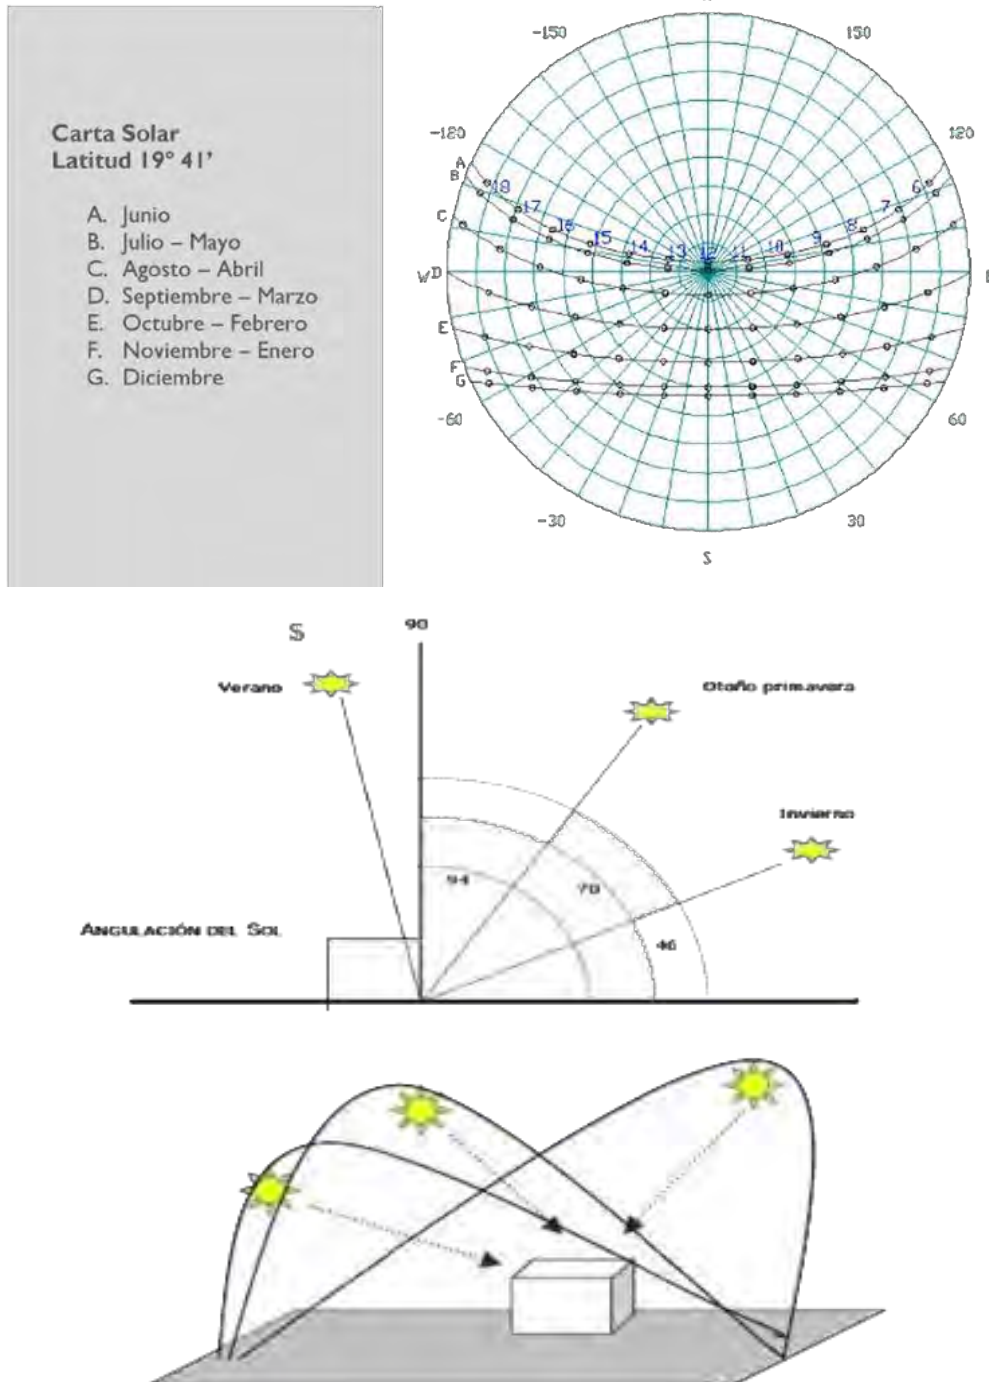 Carta Solar
Latitud 19° 41'
A. Junio
B. Julio – Mayo
C. Agosto – Abril
D. Septiembre – Marzo
E. Octubre – Febrero
F. Noviembre – Enero
G. Diciembre
-150
150
-120
120
A
B
C
W D
E
F
G
18
17
16
15
14
13
12
11
10
9
8
7
6
-60
60
-30
30
S
S
90
Verano
Otoño primavera
Invierno
94
70
46
ANGULACIÓN DEL SOL